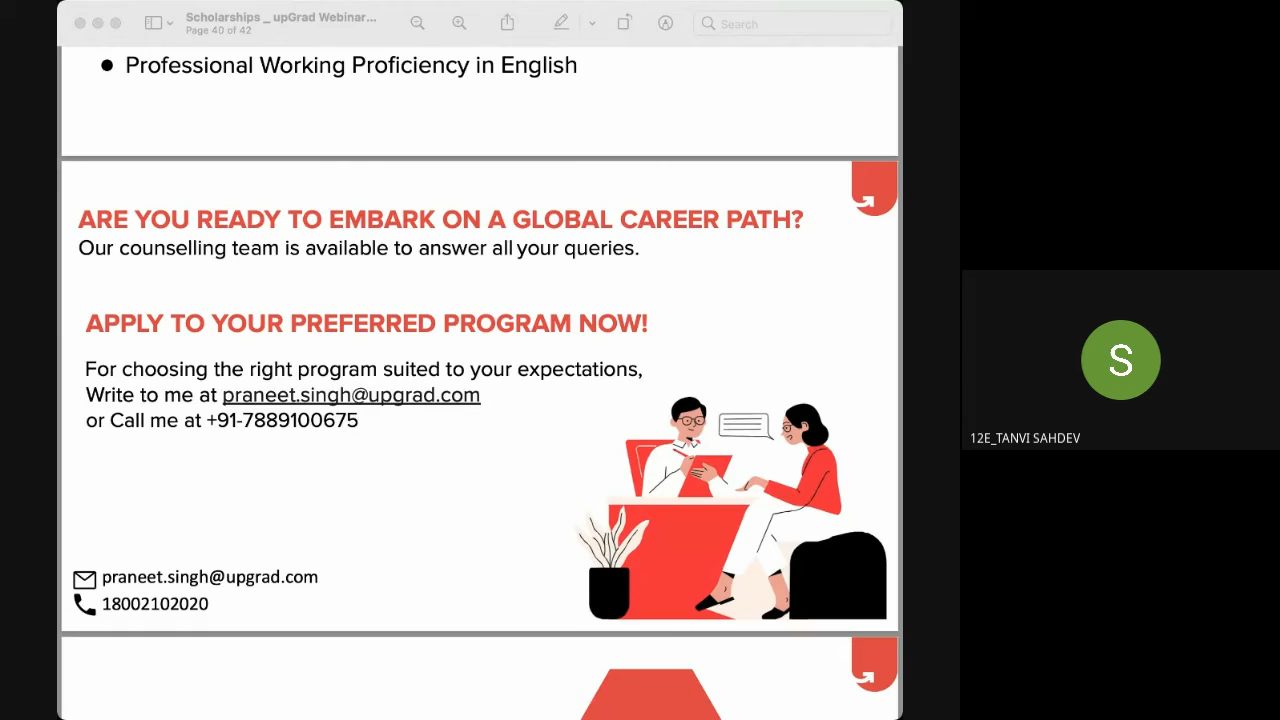 Scholarships _ upGrad Webinar...
Page 40 of 42
Search
● Professional Working Proficiency in English
ARE YOU READY TO EMBARK ON A GLOBAL CAREER PATH?
Our counselling team is available to answer all your queries.
APPLY TO YOUR PREFERRED PROGRAM NOW!
For choosing the right program suited to your expectations,
Write to me at praneet.singh@upgrad.com
or Call me at +91-7889100675
praneet.singh@upgrad.com
18002102020
S
12E_TANVI SAHDEV